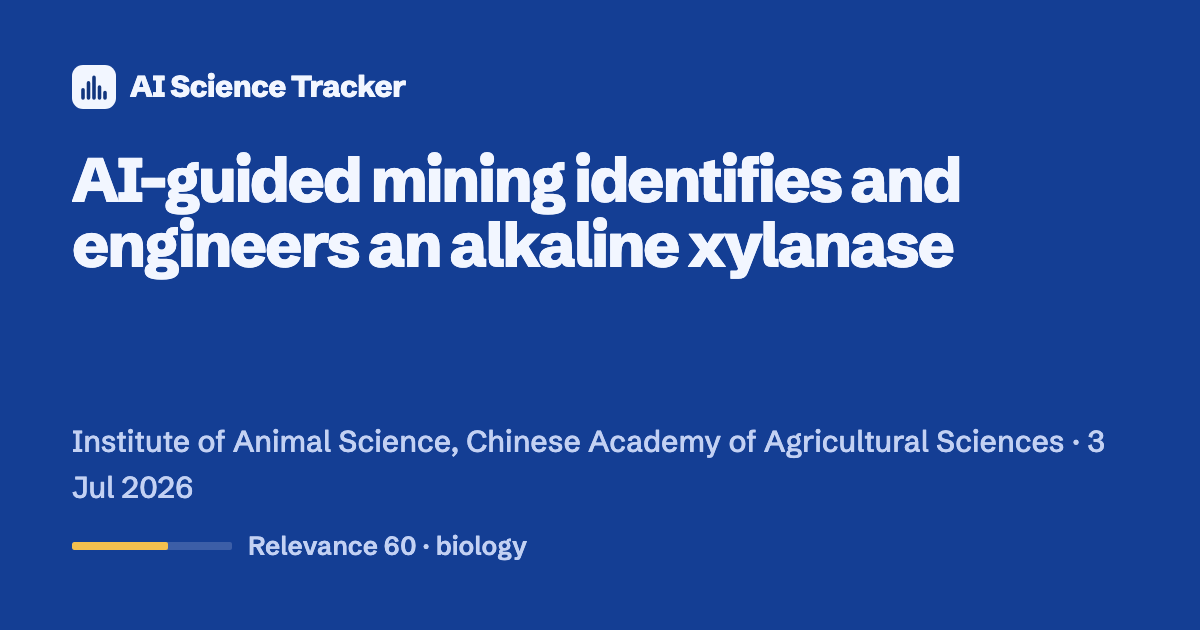 AI Science Tracker
AI-guided mining identifies and
engineers an alkaline xylanase
Institute of Animal Science, Chinese Academy of Agricultural Sciences · 3
Jul 2026
Relevance 60 · biology